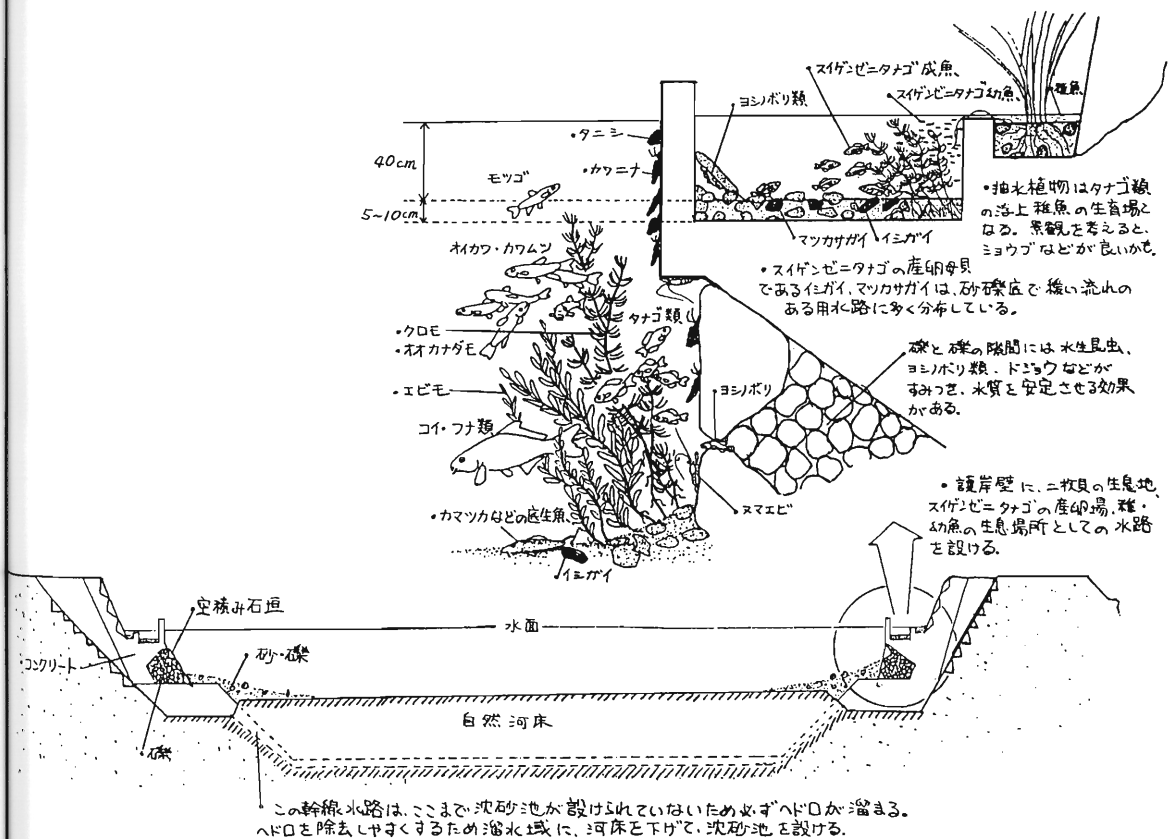 ・スイゲンゼニタナゴ成魚
スイゲンゼニタナゴ幼魚
・稚魚
・ヨシノボリ類
・タニシ
・カワニナ
40cm
5~10cm
モツゴ
マツカサガイ
・イシガイ
・抽水植物はタナゴ類
の浮上稚魚の生育場と
なる。景観を考えると、
ショウブなどが良いかも。
・スイゲンゼニタナゴの産卵母貝
であるイシガイ、マツカサガイは、砂礫底で緩い流れの
ある用水路に多く分布している。
オイカワ・カワムツ
タナゴ類
・クロモ
・オオカナダモ
・エビモ
コイ・フナ類
・ヨシノボリ
・礫と礫の隙間には水生昆虫、
ヨシノボリ類、ドジョウなどが
すみつき、水質を安定させる効果
がある。
・カマツカなどの底生魚
・イシガイ
・ヌマエビ
・護岸壁に、二枚貝の生息地、
スイゲンゼニタナゴの産卵場、稚・
幼魚の生息場所としての水路
を設ける。
・空積み石垣
水面
・コンクリート
・砂・礫
自然河床
・礫
・この幹線水路は、ここまで沈砂池が設けられていないため必ずヘドロが溜まる。
ヘドロを除去しやすくするため溜水域に、河床を下げて、沈砂池を設ける。